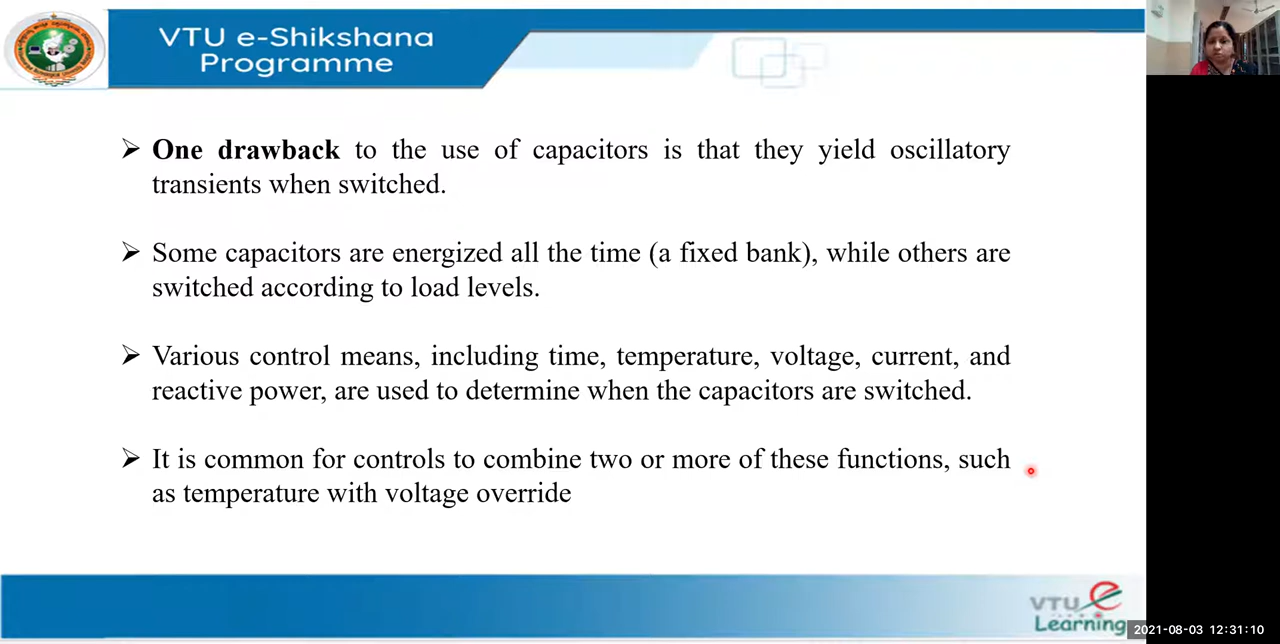 VTU e-Shikshana
Programme
➢ One drawback to the use of capacitors is that they yield oscillatory
transients when switched.
➢ Some capacitors are energized all the time (a fixed bank), while others are
switched according to load levels.
➢ Various control means, including time, temperature, voltage, current, and
reactive power, are used to determine when the capacitors are switched.
➢ It is common for controls to combine two or more of these functions, such
as temperature with voltage override
VTU e
Learning
2021-08-03 12:31:10